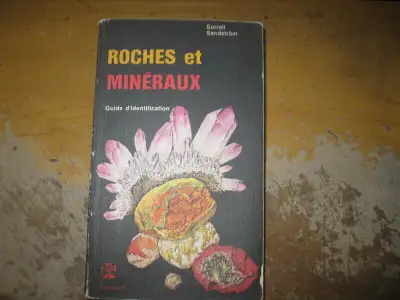 Sorrell
Sandström
ROCHES et
MINÉRAUX
Guide d'identification